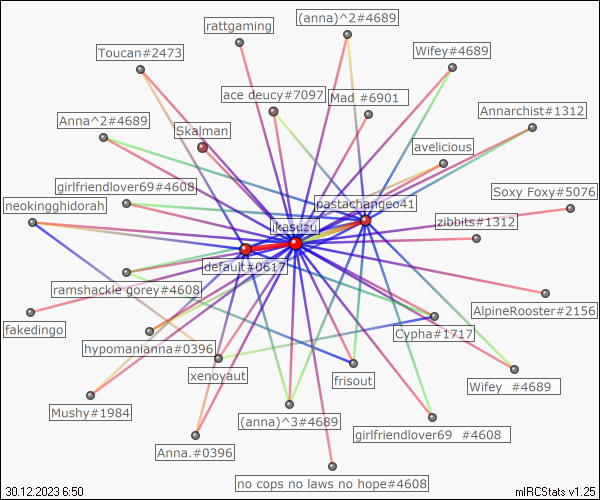 (anna)^2#4689
rattgaming
Wifey#4689
Toucan#2473
ace deucy#7097
Mad #6901
Annarchist#1312
Anna^2#4689
Skalman
avelicious
girlfriendlover69#4608
Soxy Foxy#5076
neokingghidorah
pastachangeo41
zibbits#1312
ikasuzu
default#0617
ramshackle gorey#4608
AlpineRooster#2156
fakedingo
Cypha#1717
hypomanianna#0396
xenoyaut
frisout
Wifey #4689
Mushy#1984
(anna)^3#4689
girlfriendlover69 #4608
Anna.#0396
no cops no laws no hope#4608
30.12.2023 6:50
mIRCStats v1.25